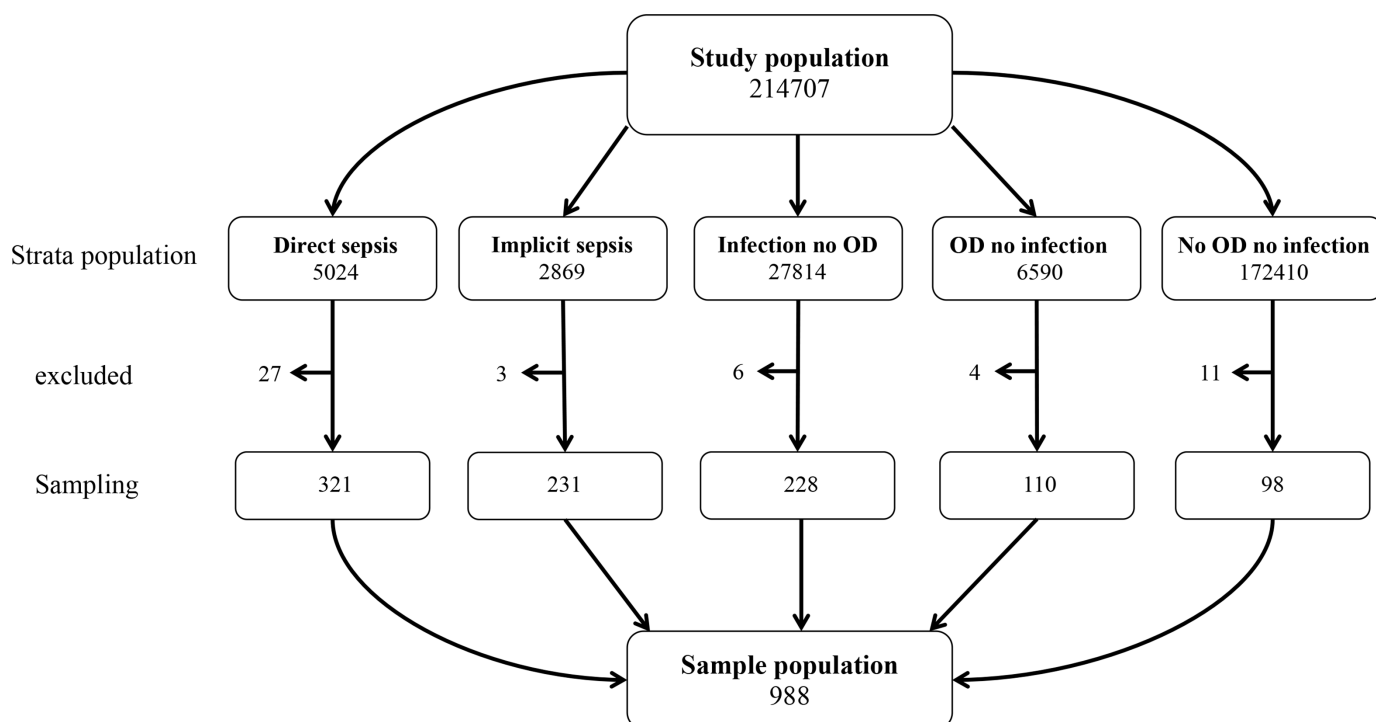 Study population
214707
Strata population
Direct sepsis
5024
Implicit sepsis
2869
Infection no OD
27814
OD no infection
6590
No OD no infection
172410
excluded
27
3
6
4
11
Sampling
321
231
228
110
98
Sample population
988